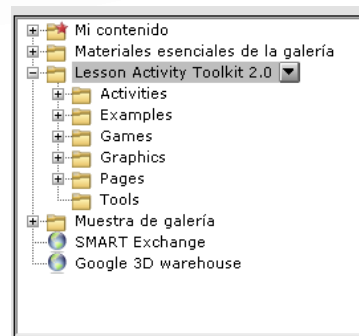 Mi contenido
Materiales esenciales de la galería
Lesson Activity Toolkit 2.0
Activities
Examples
Games
Graphics
Pages
Tools
Muestra de galería
SMART Exchange
Google 3D warehouse